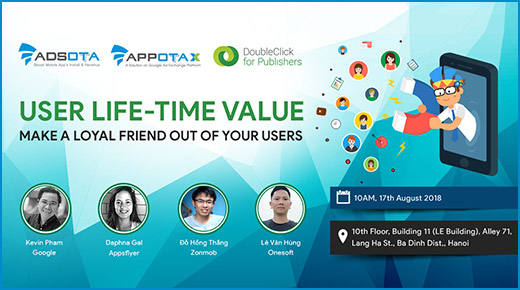 ADSOTA
Boost Mobile App's Install & Revenue
APPOTAX
A Solution on Google Ad Exchange Platform
DoubleClick
for Publishers
USER LIFE-TIME VALUE
MAKE A LOYAL FRIEND OUT OF YOUR USERS
Kevin Pham
Google
Daphna Gal
Appsflyer
Đỗ Hồng Thắng
Zonmob
Lê Văn Hùng
Onesoft
10AM, 17th August 2018
10th Floor, Building 11 (LE Building), Alley 71,
Lang Ha St., Ba Dinh Dist,, Hanoi